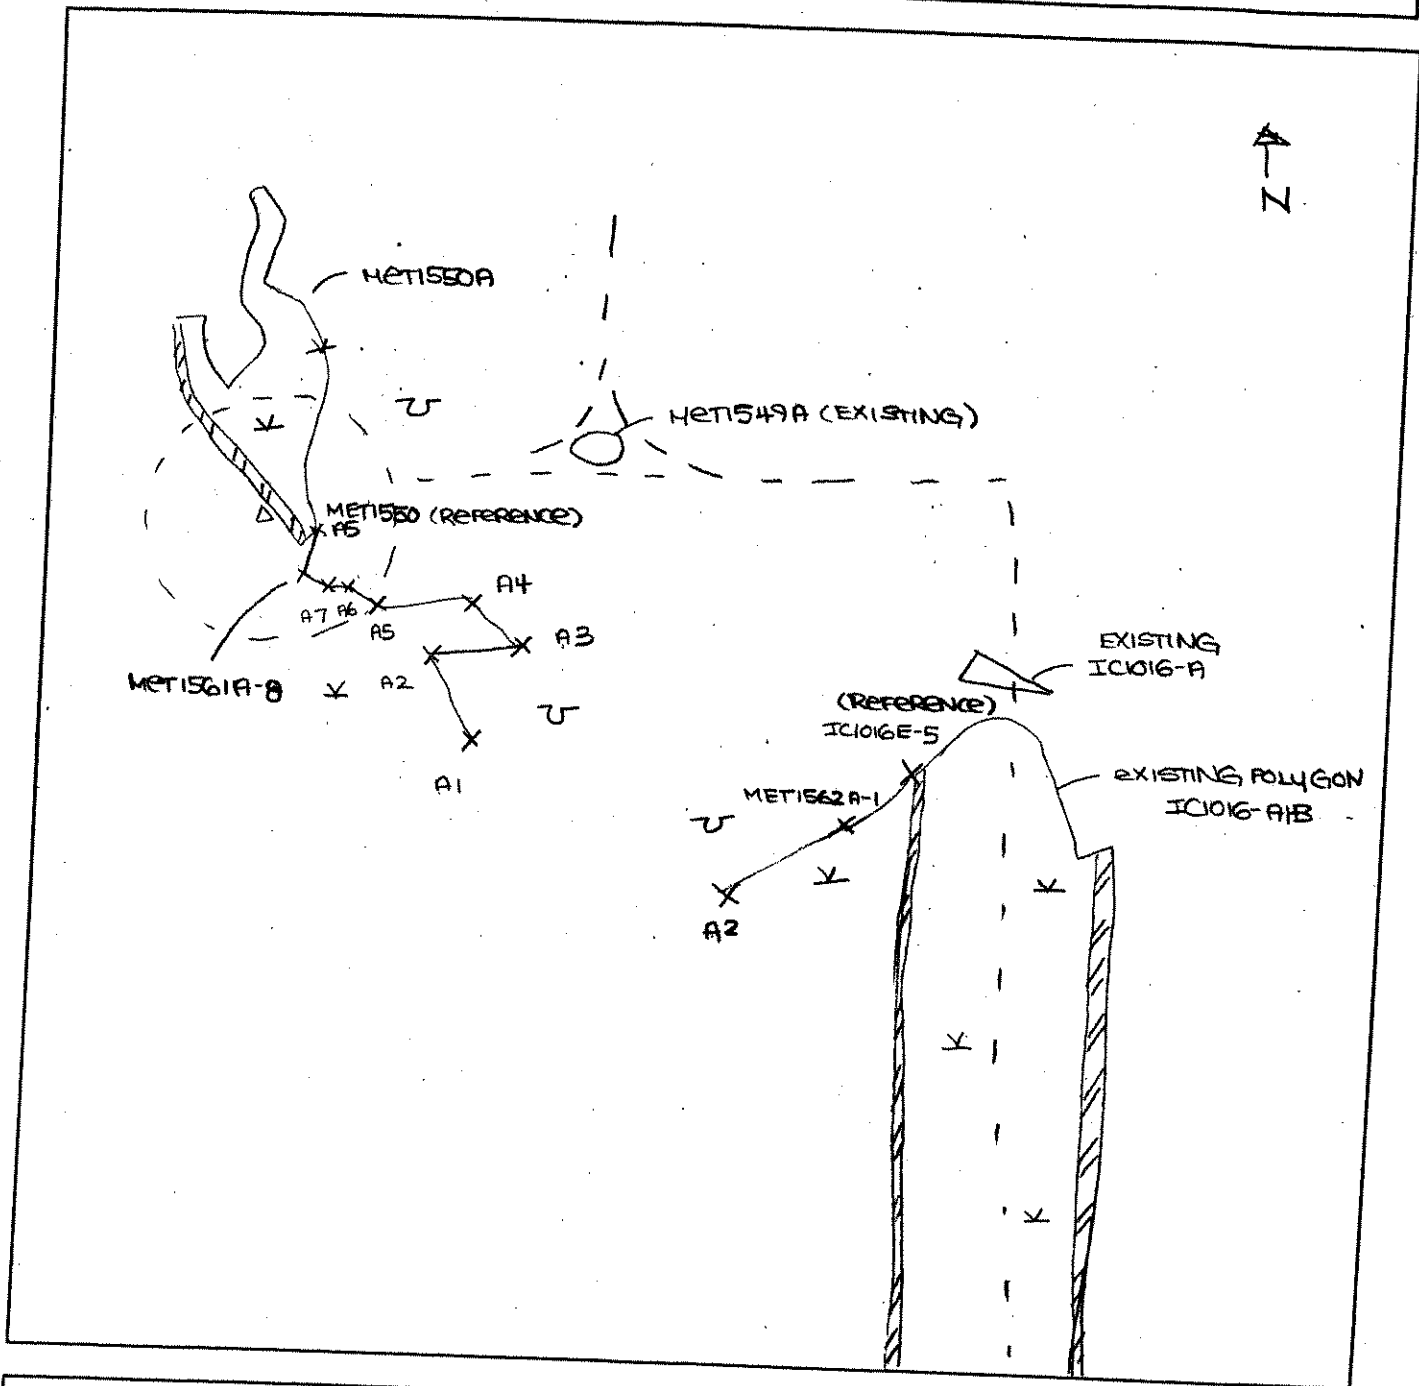 N
MET1550A
MET1549A (EXISTING)
MET1550 (REFERENCE)
A5
A4
A7 A6
A5
A3
MET1561A-8
A2
A1
EXISTING
IC1016-A
(REFERENCE)
IC1016E-5
EXISTING POLYGON
IC1016-A/B
MET1562A-1
A2